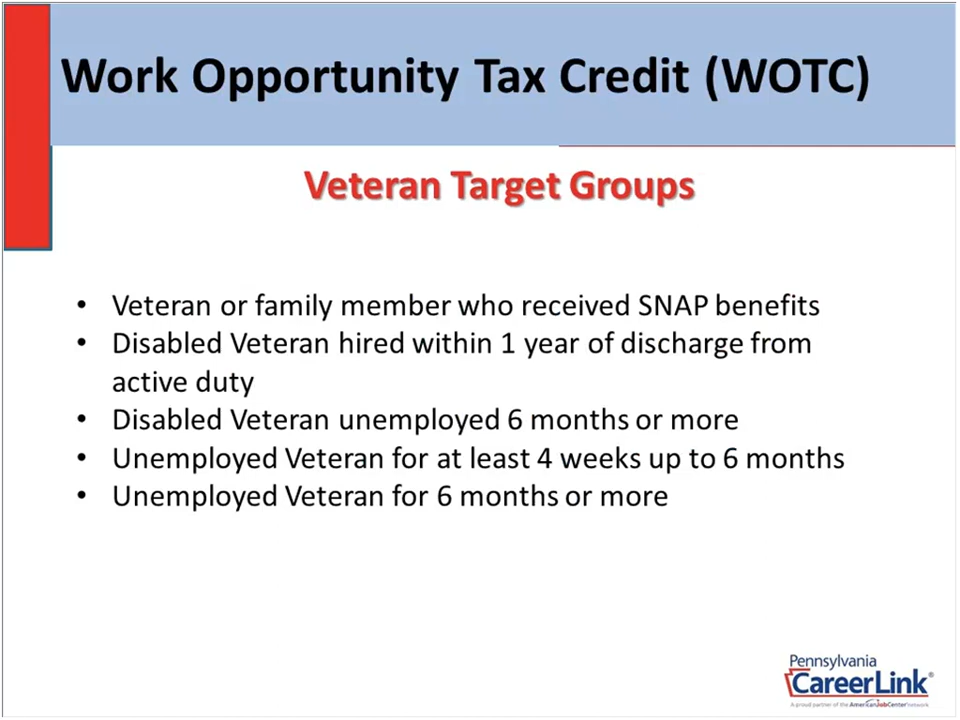 Work Opportunity Tax Credit (WOTC)
Veteran Target Groups
• Veteran or family member who received SNAP benefits
• Disabled Veteran hired within 1 year of discharge from
active duty
• Disabled Veteran unemployed 6 months or more
• Unemployed Veteran for at least 4 weeks up to 6 months
• Unemployed Veteran for 6 months or more
Pennsylvania
CareerLink®
A proud partner of the AmericanJobCenter network